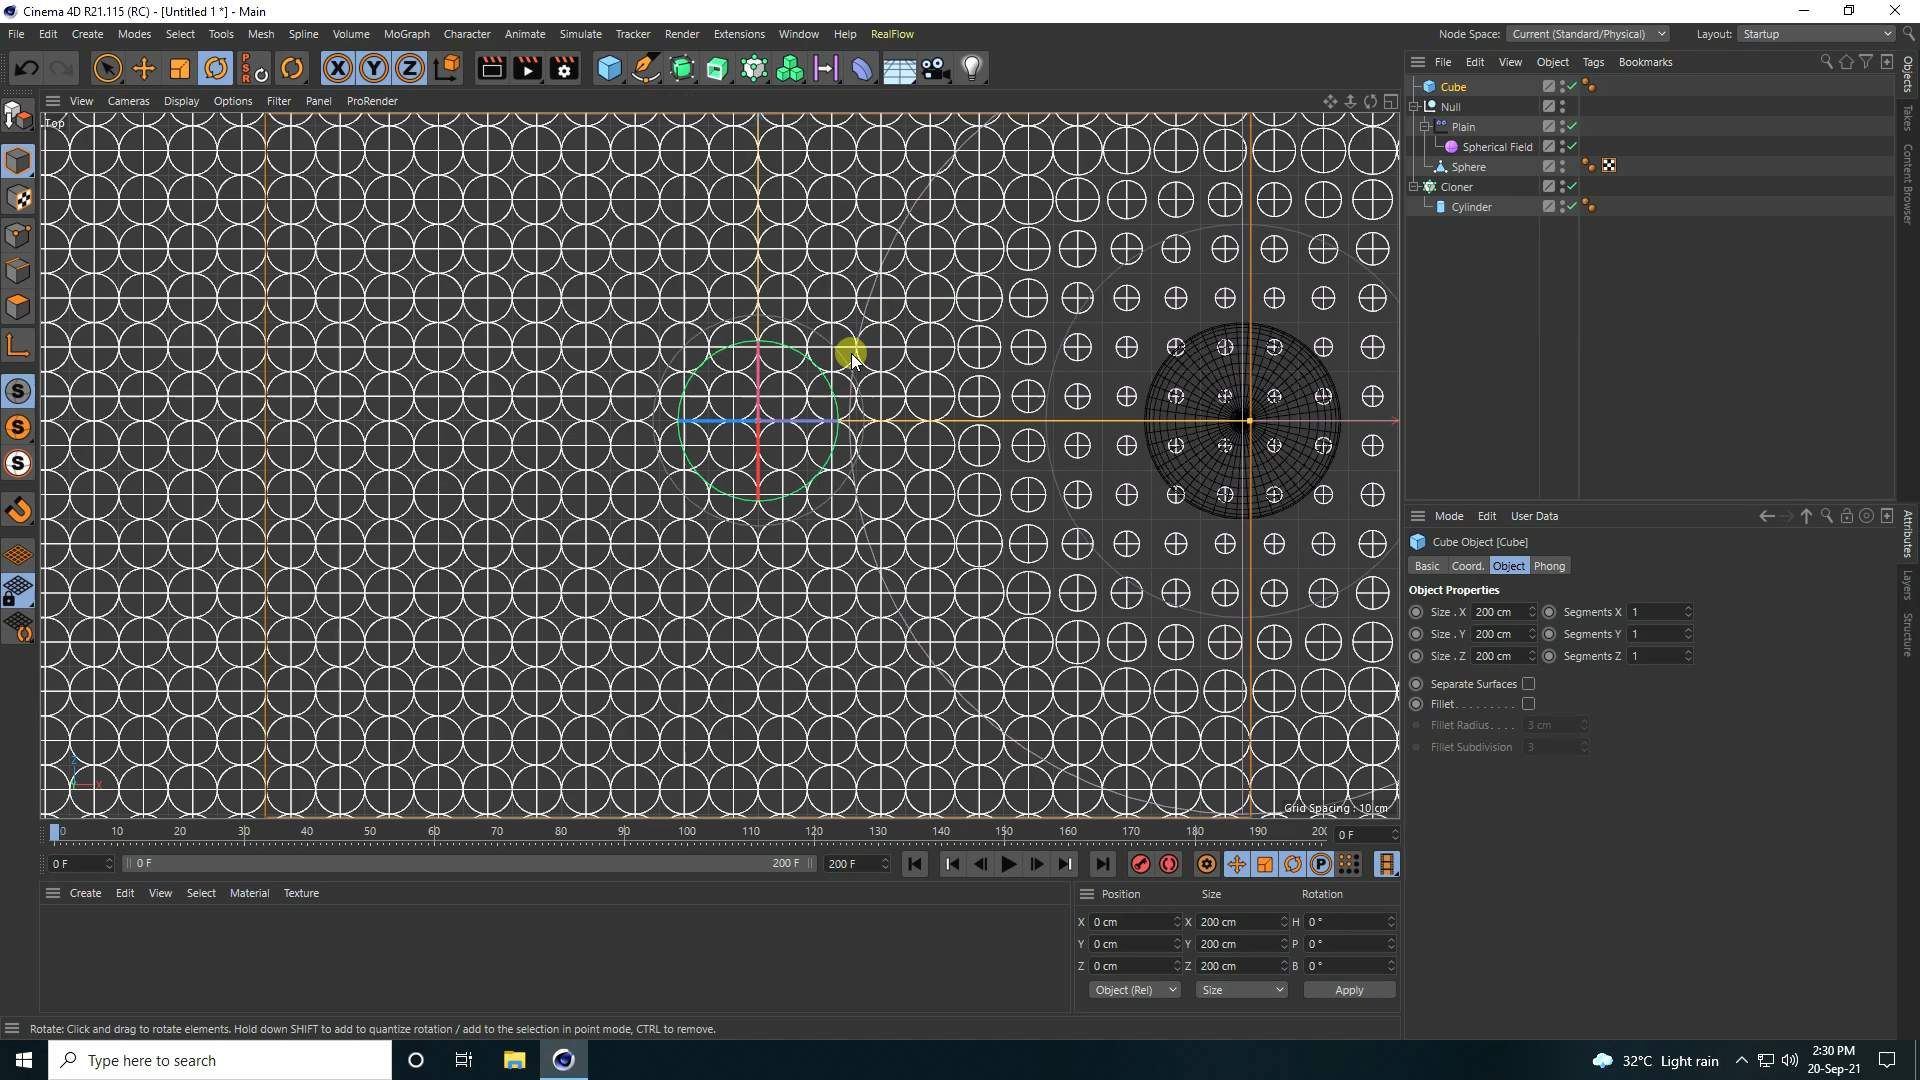 Cinema 4D R21.115 (RC) - [Untitled 1 *] - Main
File Edit Create Modes Select Tools Mesh Spline Volume MoGraph Character Animate Simulate Tracker Render Extensions Window Help RealFlow
Node Space: Current (Standard/Physical) Layout: Startup
X Y Z
P S R
View Cameras Display Options Filter Panel ProRender
Top
File Edit View Object Tags Bookmarks
Cube
Null
Plain
Spherical Field
Sphere
Cloner
Cylinder
Objects
Takes
Content Browser
Mode Edit User Data
Cube Object [Cube]
Basic Coord. Object Phong
Object Properties
Size . X 200 cm Segments X 1
Size . Y 200 cm Segments Y 1
Size . Z 200 cm Segments Z 1
Separate Surfaces
Fillet. . . . . . . . .
Fillet Radius. . . . 3 cm
Fillet Subdivision 3
Attributes
Layers
Structure
Grid Spacing : 10 cm
0 10 20 30 40 50 60 70 80 90 100 110 120 130 140 150 160 170 180 190 200
0 F
0 F 0 F 200 F 200 F
Create Edit View Select Material Texture
Position Size Rotation
X 0 cm X 200 cm H 0 °
Y 0 cm Y 200 cm P 0 °
Z 0 cm Z 200 cm B 0 °
Object (Rel) Size Apply
Rotate: Click and drag to rotate elements. Hold down SHIFT to add to quantize rotation / add to the selection in point mode, CTRL to remove.
Type here to search
32°C Light rain
2:30 PM
20-Sep-21